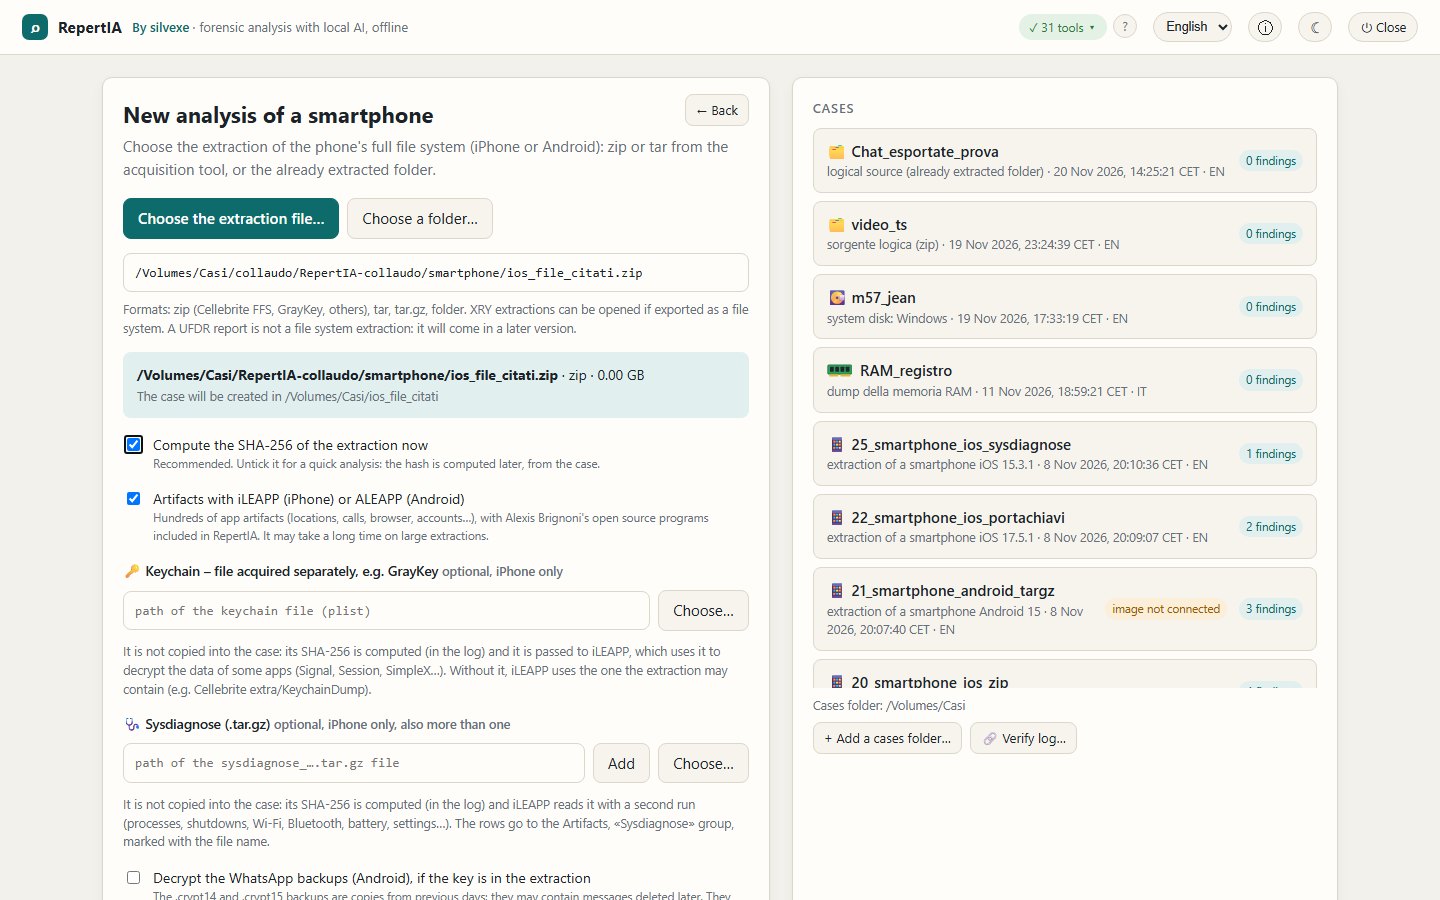 RepertIA By silvexe · forensic analysis with local AI, offline
✓ 31 tools ▾ ? English Close
New analysis of a smartphone
← Back
Choose the extraction of the phone's full file system (iPhone or Android): zip or tar from the
acquisition tool, or the already extracted folder.
Choose the extraction file... Choose a folder...
/Volumes/Casi/collaudo/RepertIA-collaudo/smartphone/ios_file_citati.zip
Formats: zip (Cellebrite FFS, GrayKey, others), tar, tar.gz, folder. XRY extractions can be opened if exported as a file
system. A UFDR report is not a file system extraction: it will come in a later version.
/Volumes/Casi/RepertIA-collaudo/smartphone/ios_file_citati.zip · zip · 0.00 GB
The case will be created in /Volumes/Casi/ios_file_citati
Compute the SHA-256 of the extraction now
Recommended. Untick it for a quick analysis: the hash is computed later, from the case.
Artifacts with iLEAPP (iPhone) or ALEAPP (Android)
Hundreds of app artifacts (locations, calls, browser, accounts...), with Alexis Brignoni's open source programs
included in RepertIA. It may take a long time on large extractions.
Keychain – file acquired separately, e.g. GrayKey optional, iPhone only
path of the keychain file (plist)
Choose...
It is not copied into the case: its SHA-256 is computed (in the log) and it is passed to iLEAPP, which uses it to
decrypt the data of some apps (Signal, Session, SimpleX...). Without it, iLEAPP uses the one the extraction may
contain (e.g. Cellebrite extra/KeychainDump).
Sysdiagnose (.tar.gz) optional, iPhone only, also more than one
path of the sysdiagnose_….tar.gz file
Add Choose...
It is not copied into the case: its SHA-256 is computed (in the log) and iLEAPP reads it with a second run
(processes, shutdowns, Wi-Fi, Bluetooth, battery, settings...). The rows go to the Artifacts, «Sysdiagnose» group,
marked with the file name.
Decrypt the WhatsApp backups (Android), if the key is in the extraction
The .crypt14 and .crypt15 backups are copies from previous days: they may contain messages deleted later. They
CASES
Chat_esportate_prova
logical source (already extracted folder) · 20 Nov 2026, 14:25:21 CET · EN
0 findings
video_ts
sorgente logica (zip) · 19 Nov 2026, 23:24:39 CET · EN
0 findings
m57_jean
system disk: Windows · 19 Nov 2026, 17:33:19 CET · EN
0 findings
RAM_registro
dump della memoria RAM · 11 Nov 2026, 18:59:21 CET · IT
0 findings
25_smartphone_ios_sysdiagnose
extraction of a smartphone iOS 15.3.1 · 8 Nov 2026, 20:10:36 CET · EN
1 findings
22_smartphone_ios_portachiavi
extraction of a smartphone iOS 17.5.1 · 8 Nov 2026, 20:09:07 CET · EN
2 findings
21_smartphone_android_targz
extraction of a smartphone Android 15 · 8 Nov
2026, 20:07:40 CET · EN
image not connected
3 findings
20_smartphone_ios_zip
Cases folder: /Volumes/Casi
+ Add a cases folder... Verify log...